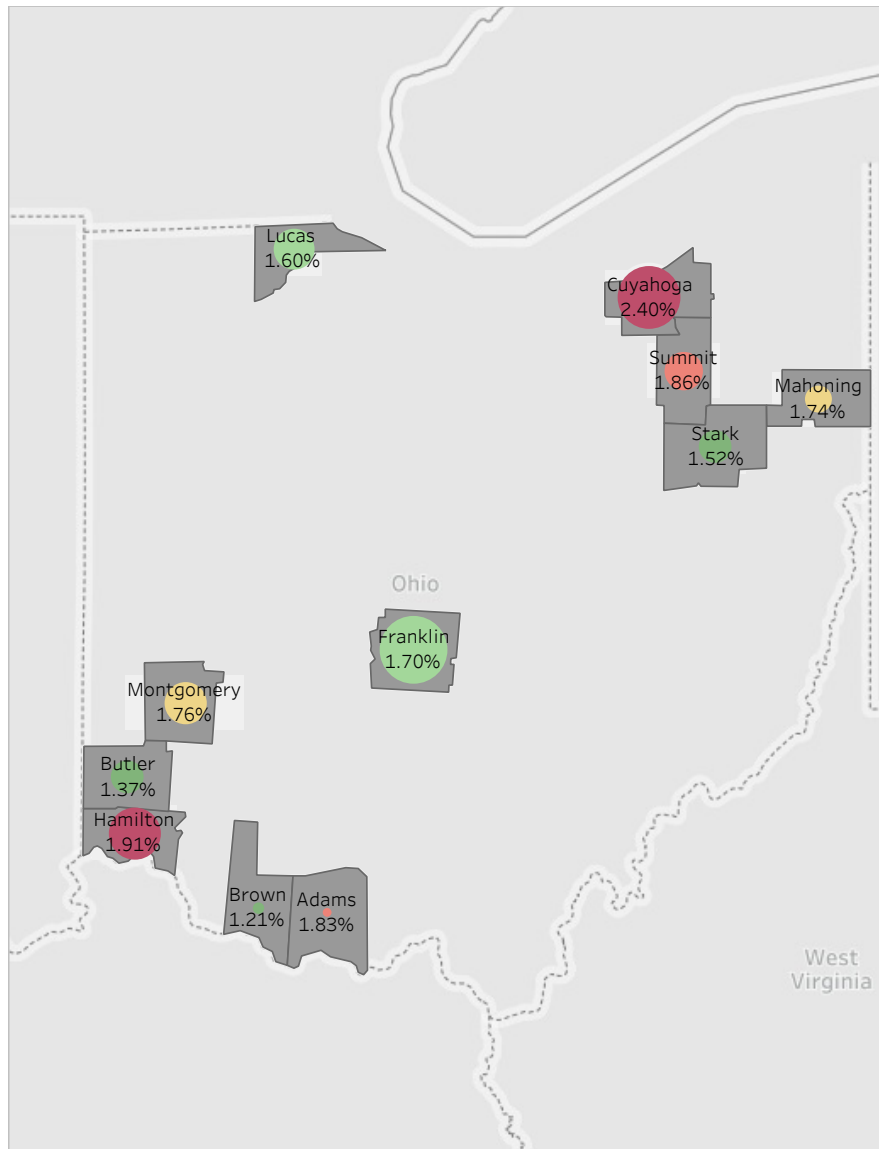 Lucas
1.60%
Cuyahoga
2.40%
Summit
1.86%
Mahoning
1.74%
Stark
1.52%
Ohio
Franklin
1.70%
Montgomery
1.76%
Butler
1.37%
Hamilton
1.91%
Brown
1.21%
Adams
1.83%
West
Virginia